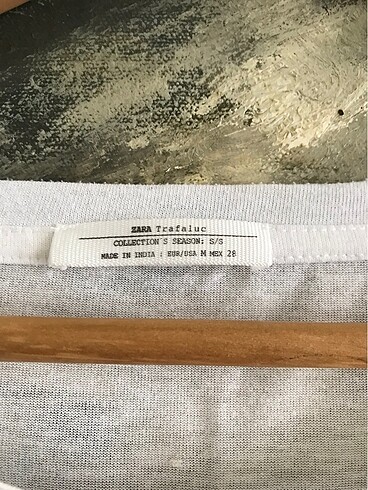 ZARA Trafaluc
COLLECTION'S SEASON: S/S
MADE IN INDIA : EUR/USA M MEX 28